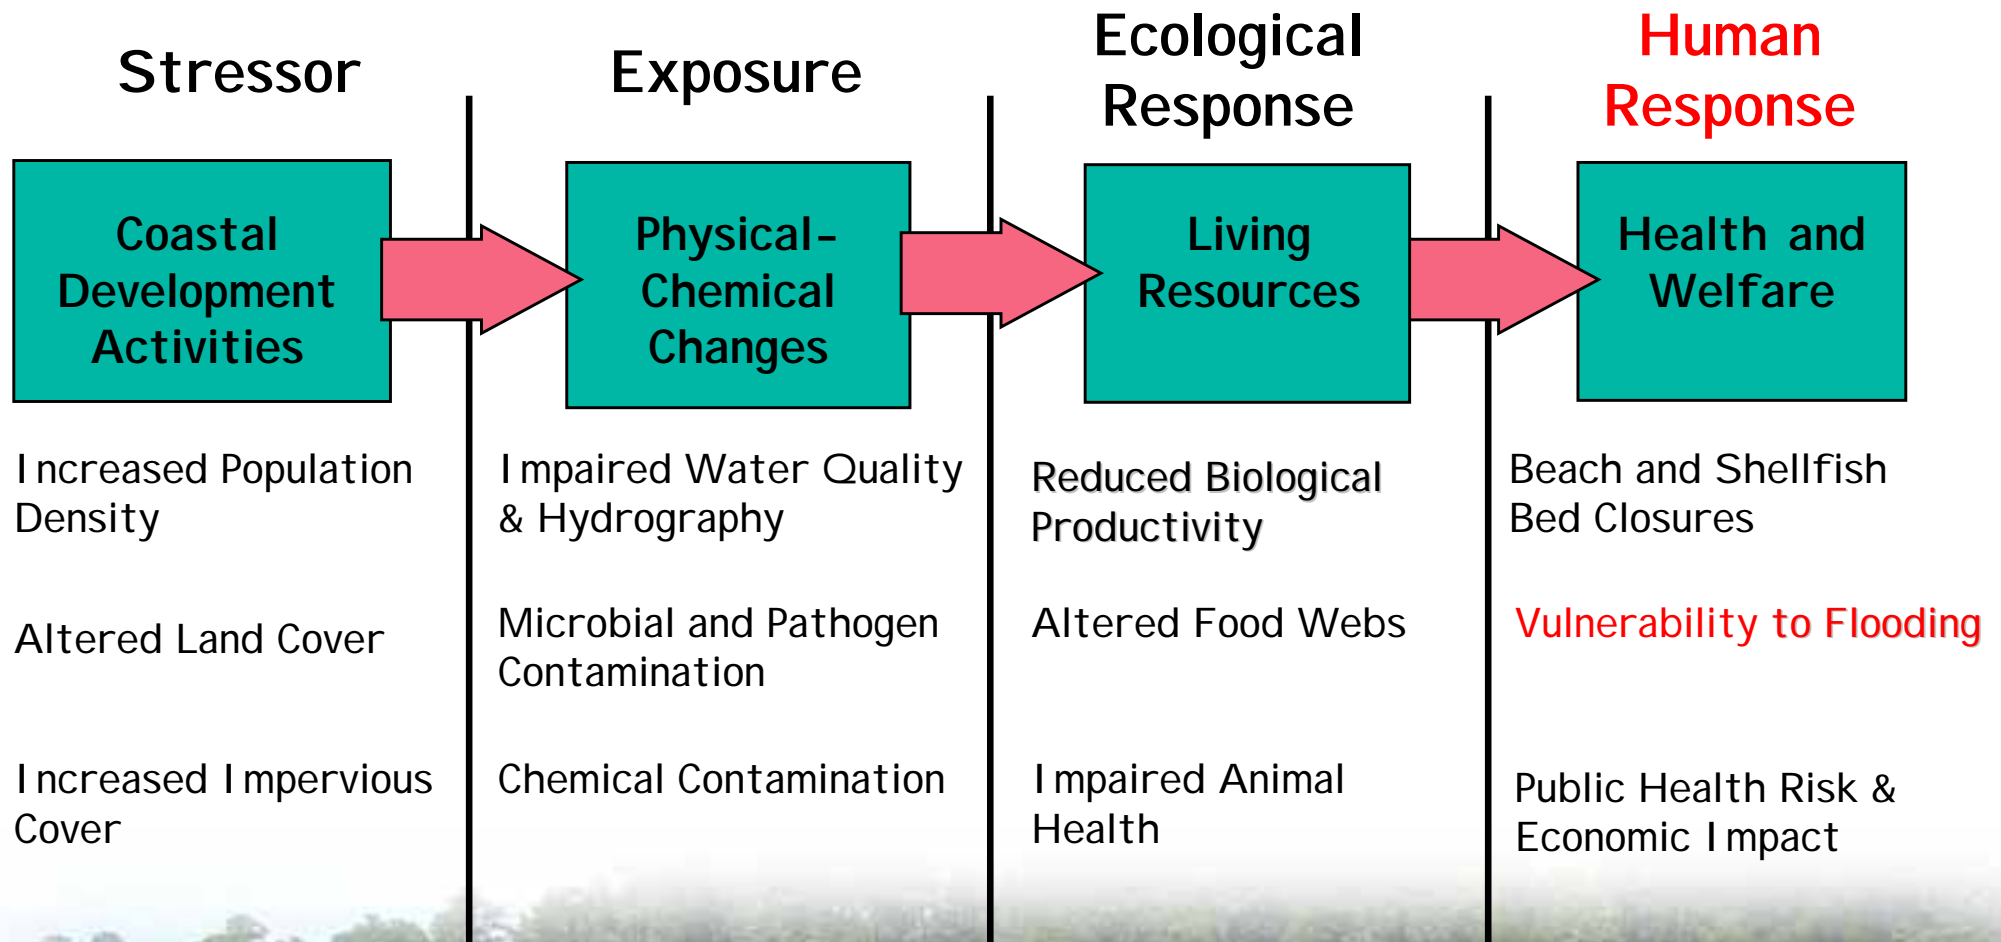 Stressor
Exposure
Ecological
Response
Human
Response
Coastal
Development
Activities
Physical-
Chemical
Changes
Living
Resources
Health and
Welfare
Increased Population
Density
Altered Land Cover
Increased Impervious
Cover
Impaired Water Quality
& Hydrography
Microbial and Pathogen
Contamination
Chemical Contamination
Reduced Biological
Productivity
Altered Food Webs
Impaired Animal
Health
Beach and Shellfish
Bed Closures
Vulnerability to Flooding
Public Health Risk &
Economic Impact